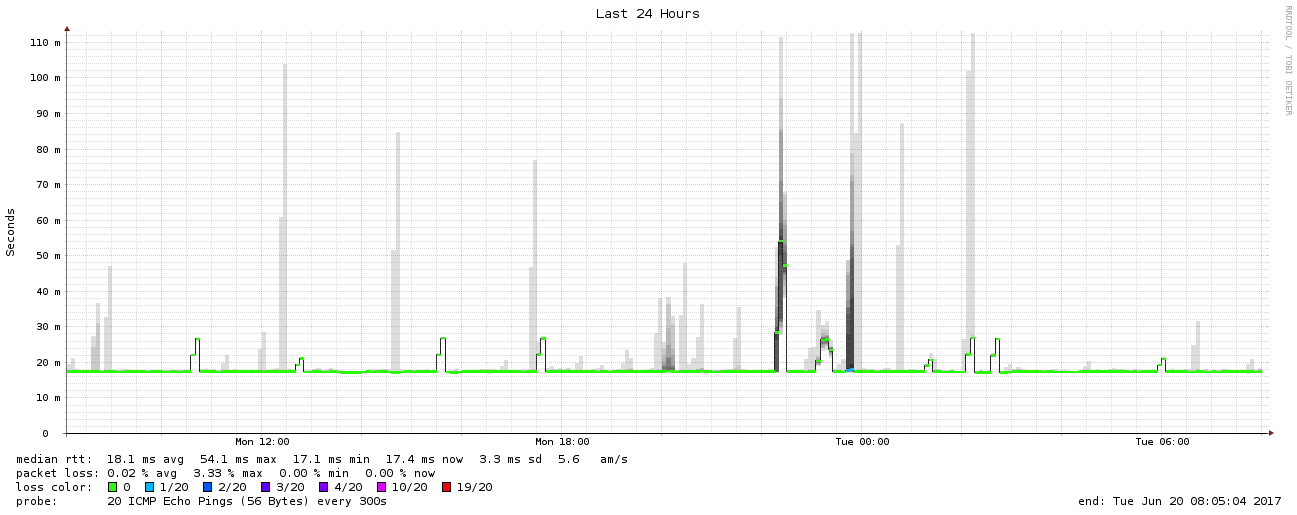 Last 24 Hours
RRDTOOL / TOBI OETIKER
Seconds
110 m
100 m
90 m
80 m
70 m
60 m
50 m
40 m
30 m
20 m
10 m
0
Mon 12:00 Mon 18:00 Tue 00:00 Tue 06:00
median rtt: 18.1 ms avg 54.1 ms max 17.1 ms min 17.4 ms now 3.3 ms sd 5.6 am/s
packet loss: 0.02 % avg 3.33 % max 0.00 % min 0.00 % now
loss color: 0 1/20 2/20 3/20 4/20 10/20 19/20
probe: 20 ICMP Echo Pings (56 Bytes) every 300s end: Tue Jun 20 08:05:04 2017